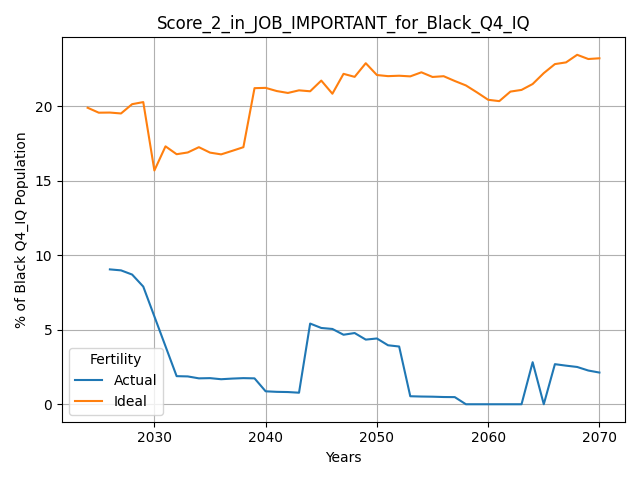 Score_2_in_JOB_IMPORTANT_for_Black_Q4_IQ
% of Black Q4_IQ Population
20
15
10
5
0
Fertility
Actual
Ideal
2030 2040 2050 2060 2070
Years